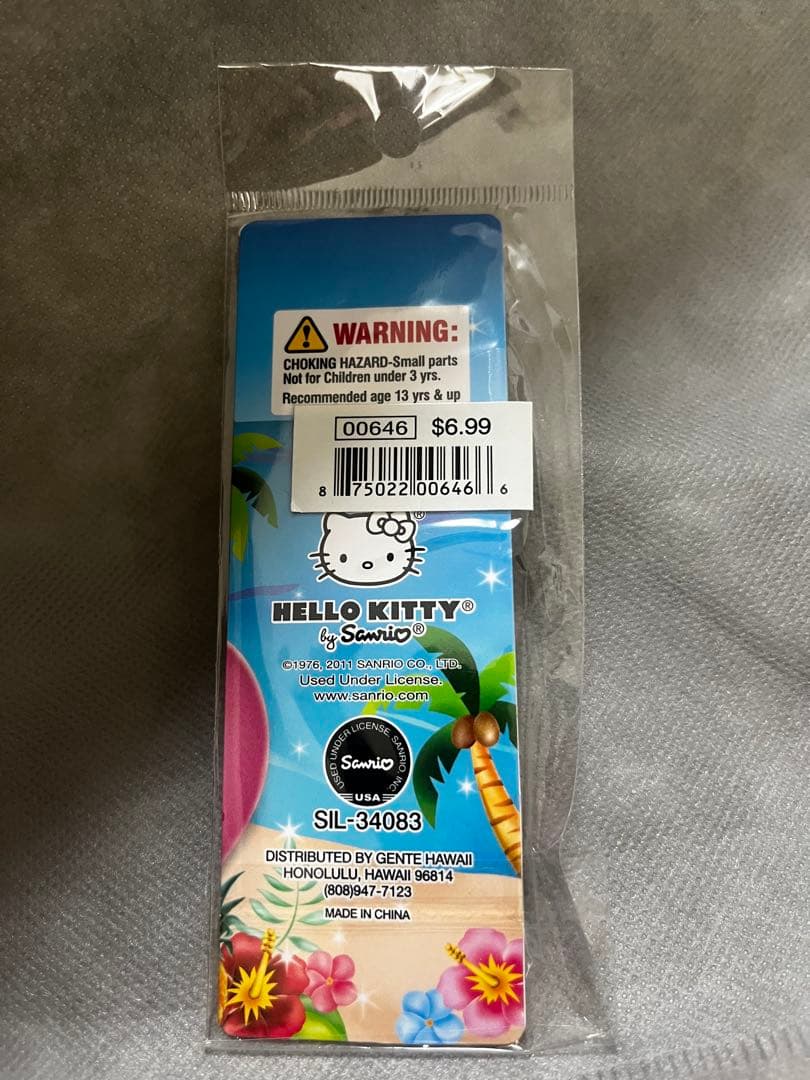 WARNING:
CHOKING HAZARD-Small parts
Not for Children under 3 yrs.
Recommended age 13 yrs & up
00646 $6.99
8 75022 00646 6
®
HELLO KITTY®
by Sanrio®
©1976, 2011 SANRIO CO., LTD.
Used Under License.
www.sanrio.com
USED UNDER LICENSE, SANRIO, INC.
Sanrio
USA
SIL-34083
DISTRIBUTED BY GENTE HAWAII
HONOLULU, HAWAII 96814
(808)947-7123
MADE IN CHINA